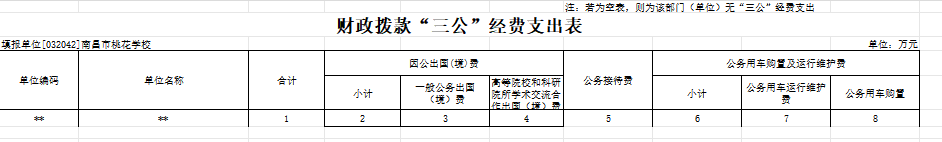 注：若为空表，则为该部门（单位）无“三公”经费支出
财政拨款“三公”经费支出表
填报单位[032042]南昌市桃花学校 单位：万元
单位编码 单位名称 合计 因公出国(境)费 公务接待费 公务用车购置及运行维护费
小计 一般公务出国（境）费 高等院校和科研院所学术交流合作出国（境）费 小计 公务用车运行维护费 公务用车购置
** ** 1 2 3 4 5 6 7 8